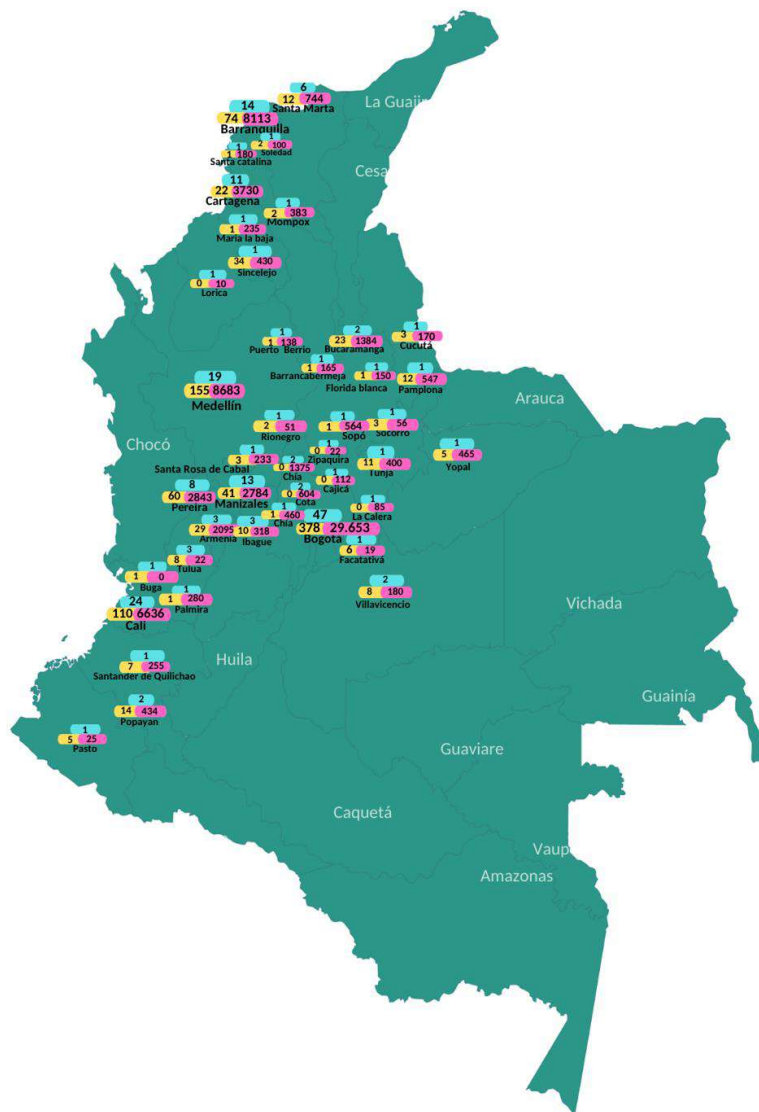 6
12 744
Santa Marta
La Guajir
14
74 8113
Barranquilla
1
2 100
Soledad
1
1 180
Santa catalina
Cesa
11
22 3730
Cartagena
1
2 383
Mompox
1
1 235
Maria la baja
1
34 430
Sincelejo
1
0 10
Lorica
1
1 138
Puerto Berrio
2
23 1384
Bucaramanga
1
3 170
Cucutá
1
1 165
Barrancabermeja
1
1 150
Florida blanca
1
12 547
Pamplona
19
155 8683
Medellín
Arauca
1
2 51
Rionegro
1
1 564
Sopó
1
3 56
Socorro
Chocó
1
0 22
Zipaquira
1
5 465
Yopal
1
3 233
Santa Rosa de Cabal
2
0 1375
Chía
1
11 400
Tunja
1
0 112
Cajicá
8
60 2843
Pereira
13
41 2784
Manizales
2
0 604
Cota
1
0 85
La Calera
1
1 460
Chía
47
378 29.653
Bogotá
3
29 2095
Armenia
3
10 318
Ibague
1
6 19
Facatativá
3
8 22
Tulua
1
1 0
Buga
1
1 280
Palmira
2
8 180
Villavicencio
24
110 6636
Cali
Vichada
1
7 255
Santander de Quilichao
Huila
Guainía
2
14 434
Popayan
1
5 25
Pasto
Guaviare
Caquetá
Vaup
Amazonas